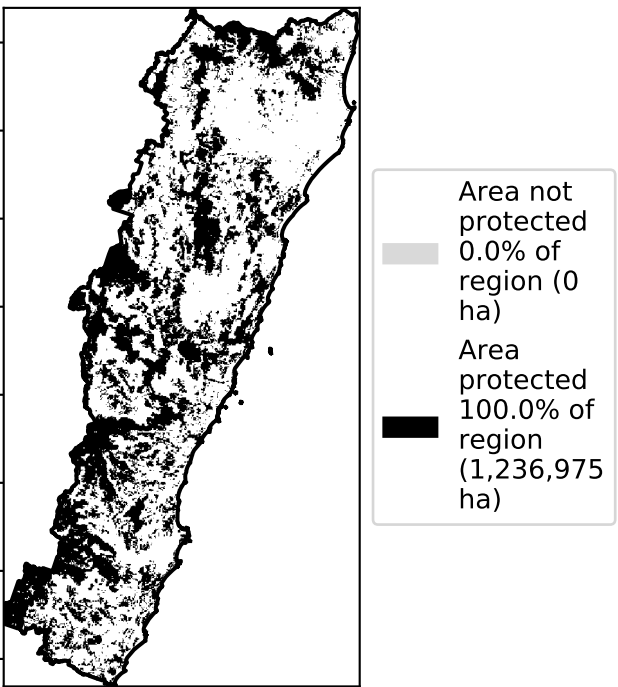 Area not
protected
0.0% of
region (0
ha)
Area
protected
100.0% of
region
(1,236,975
ha)